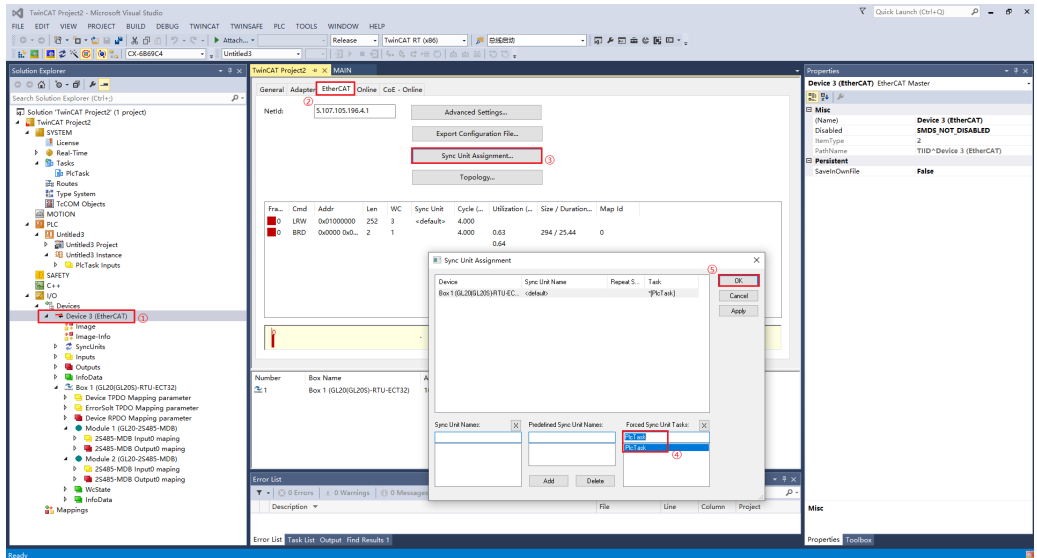 TwinCAT Project2 - Microsoft Visual Studio
Quick Launch (Ctrl+Q)
FILE EDIT VIEW PROJECT BUILD DEBUG TWINCAT TWINSAFE PLC TOOLS WINDOW HELP
Attach... Release TwinCAT RT (x86) 总线启动
CX-6B69C4 Untitled3
Solution Explorer
Search Solution Explorer (Ctrl+;)
Solution 'TwinCAT Project2' (1 project)
TwinCAT Project2
SYSTEM
License
Real-Time
Tasks
PlcTask
Routes
Type System
TcCOM Objects
MOTION
PLC
Untitled3
Untitled3 Project
Untitled3 Instance
PlcTask Inputs
SAFETY
C++
I/O
Devices
Device 3 (EtherCAT) ①
Image
Image-Info
SyncUnits
Inputs
Outputs
InfoData
Box 1 (GL20(GL20S)-RTU-ECT32)
Device TPDO Mapping parameter
ErrorSolt TPDO Mapping parameter
Device RPDO Mapping parameter
Module 1 (GL20-2S485-MDB)
2S485-MDB Input0 maping
2S485-MDB Output0 maping
Module 2 (GL20-2S485-MDB)
2S485-MDB Input0 maping
2S485-MDB Output0 maping
WcState
InfoData
Mappings
TwinCAT Project2 MAIN
General Adapter EtherCAT Online CoE - Online
②
NetId: 5.107.105.196.4.1 Advanced Settings...
Export Configuration File...
Sync Unit Assignment... ③
Topology...
Fra... Cmd Addr Len WC Sync Unit Cycle (... Utilization (... Size / Duration... Map Id
0 LRW 0x01000000 252 3 <default> 4.000
0 BRD 0x0000 0x0... 2 1 4.000 0.63 294 / 25.44 0
0.64
0
Number Box Name A
1 Box 1 (GL20(GL20S)-RTU-ECT32) 1
Sync Unit Assignment
⑤
Device Sync Unit Name Repeat S... Task
Box 1 (GL20(GL20S)-RTU-EC... <default> *(PlcTask)
OK
Cancel
Apply
Sync Unit Names: X Predefined Sync Unit Names: Forced Sync Unit Tasks: X
PlcTask
PlcTask
④
Add Delete
Error List
0 Errors 0 Warnings 0 Messages
Description File Line Column Project
Error List Task List Output Find Results 1
Properties
Device 3 (EtherCAT) EtherCAT Master
Misc
(Name) Device 3 (EtherCAT)
Disabled SMDS_NOT_DISABLED
ItemType 2
PathName TIID^Device 3 (EtherCAT)
Persistent
SaveInOwnFile False
Misc
Properties Toolbox
Ready